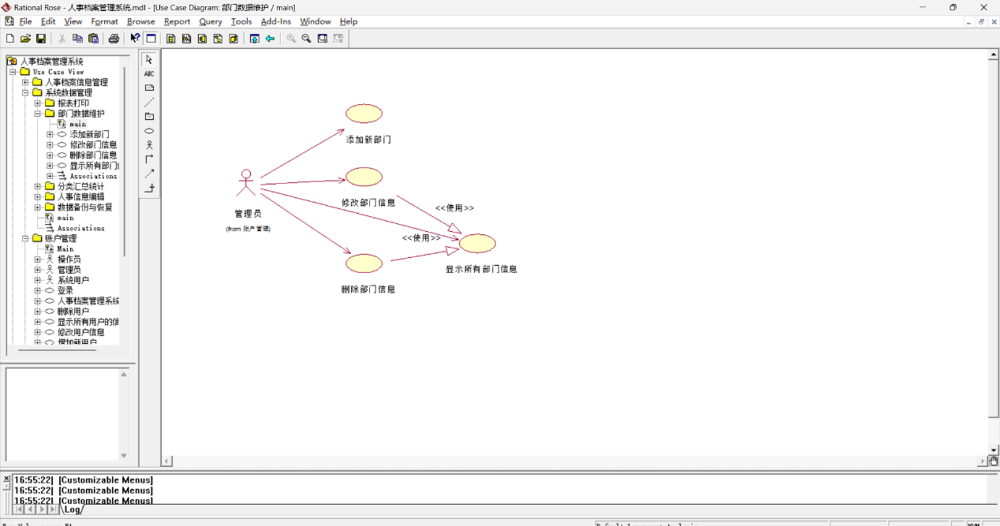 Rational Rose - 人事档案管理系统.mdl - [Use Case Diagram: 部门数据维护 / main]
File Edit View Format Browse Report Query Tools Add-Ins Window Help
ABC
人事档案管理系统
Use Case View
人事档案信息管理
系统数据管理
报表打印
部门数据维护
main
添加新部门
修改部门信息
删除部门信息
显示所有部门
Associations
分类汇总统计
人事信息编辑
数据备份与恢复
main
Associations
账户管理
Main
操作员
管理员
系统用户
登录
人事档案管理系统
删除用户
显示所有用户的信
修改用户信息
增加新用户
添加新部门
修改部门信息
<<使用>>
管理员
(from 账户管理)
<<使用>>
显示所有部门信息
删除部门信息
16:55:22| [Customizable Menus]
16:55:22| [Customizable Menus]
16:55:22| [Customizable Menus]
Log